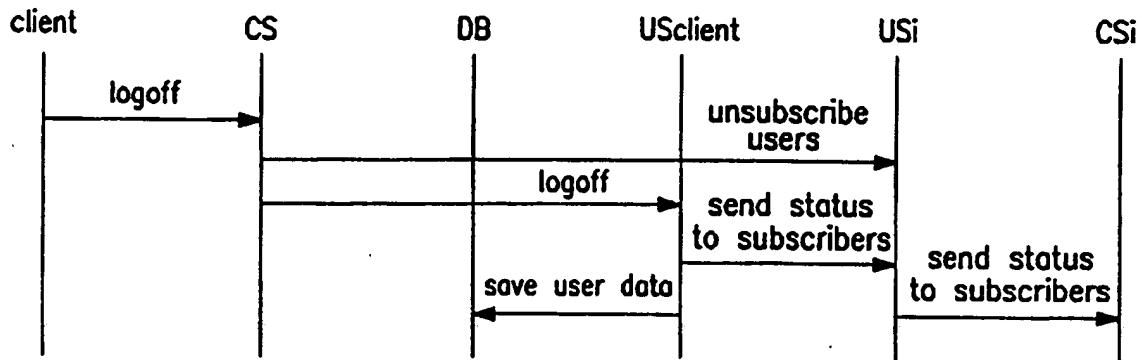 client
CS
DB
USclient
USi
CSi
logoff
unsubscribe
users
logoff
send status
to subscribers
save user data
send status
to subscribers